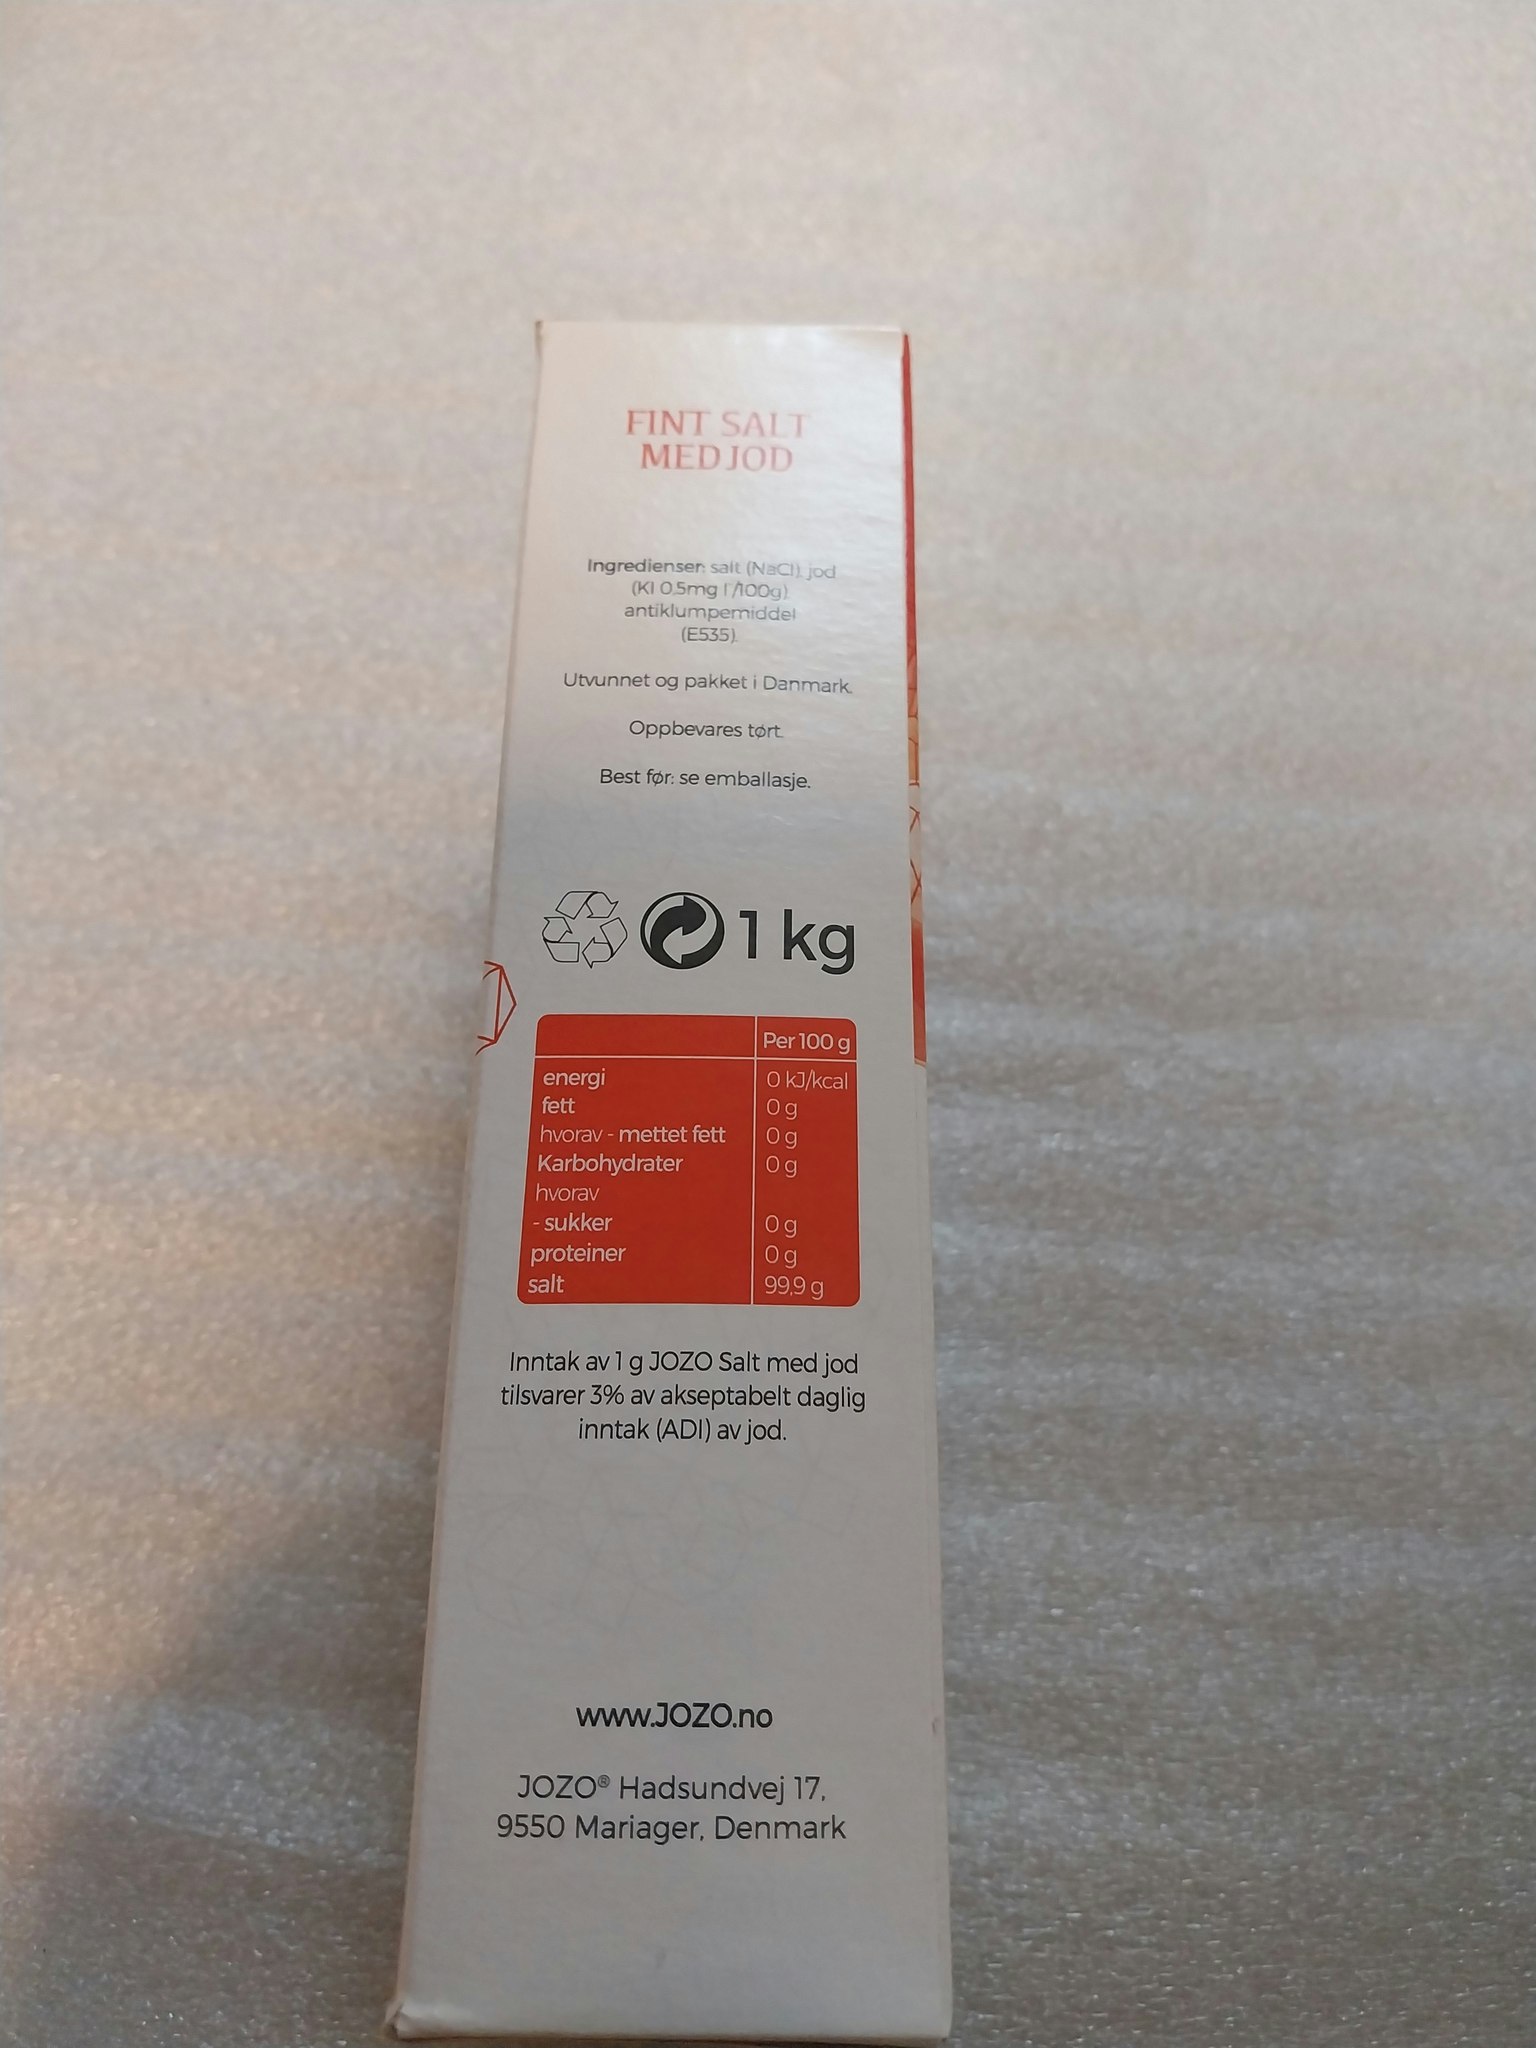 FINT SALT
MED JOD
Ingredienser: salt (NaCl), jod
(KI 0,5mg I⁻/100g)
antiklumpemiddel
(E535).
Utvunnet og pakket i Danmark.
Oppbevares tørt.
Best før: se emballasje.
1 kg
Per 100 g
energi 0 kJ/kcal
fett 0 g
hvorav - mettet fett 0 g
Karbohydrater 0 g
hvorav
- sukker 0 g
proteiner 0 g
salt 99,9 g
Inntak av 1 g JOZO Salt med jod
tilsvarer 3% av akseptabelt daglig
inntak (ADI) av jod.
www.JOZO.no
JOZO® Hadsundvej 17,
9550 Mariager, Denmark